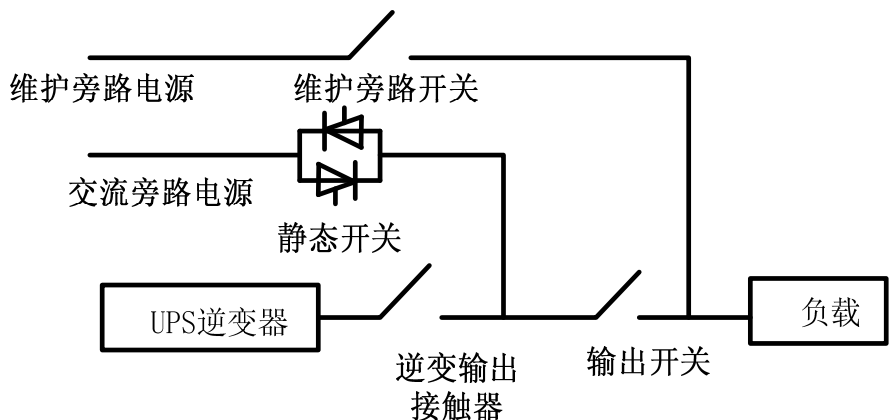 维护旁路电源
维护旁路开关
交流旁路电源
静态开关
UPS逆变器
逆变输出
接触器
输出开关
负载